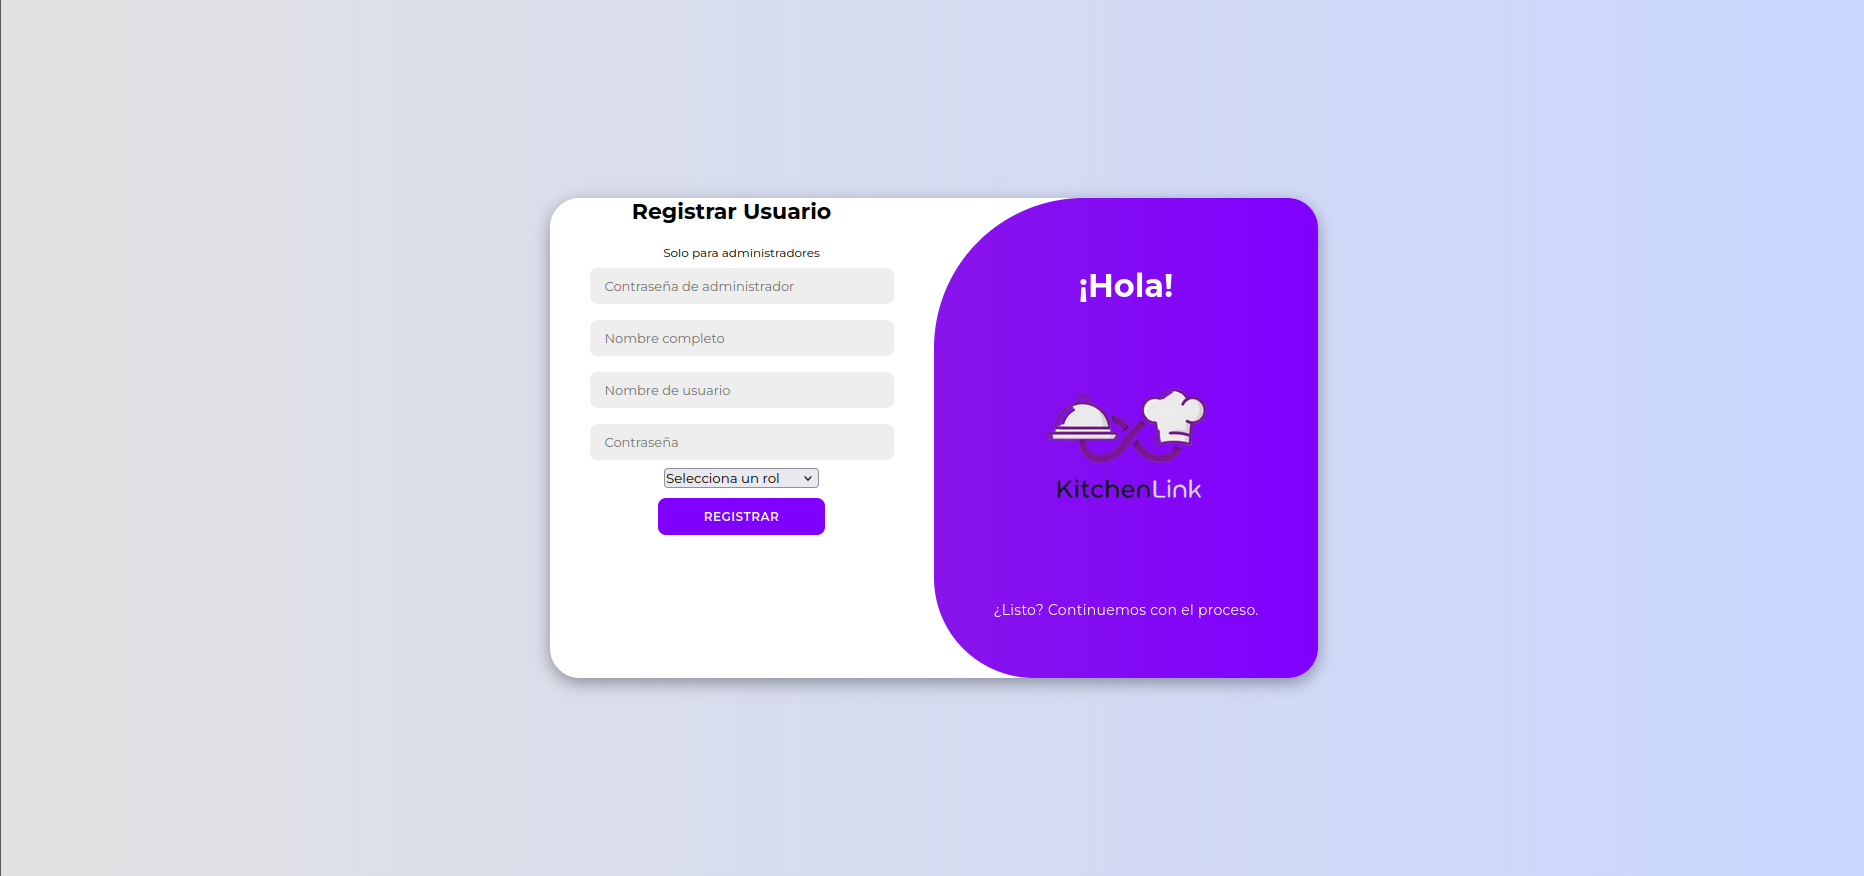 Registrar Usuario
Solo para administradores
Contraseña de administrador
Nombre completo
Nombre de usuario
Contraseña
Selecciona un rol
REGISTRAR
¡Hola!
KitchenLink
¿Listo? Continuemos con el proceso.